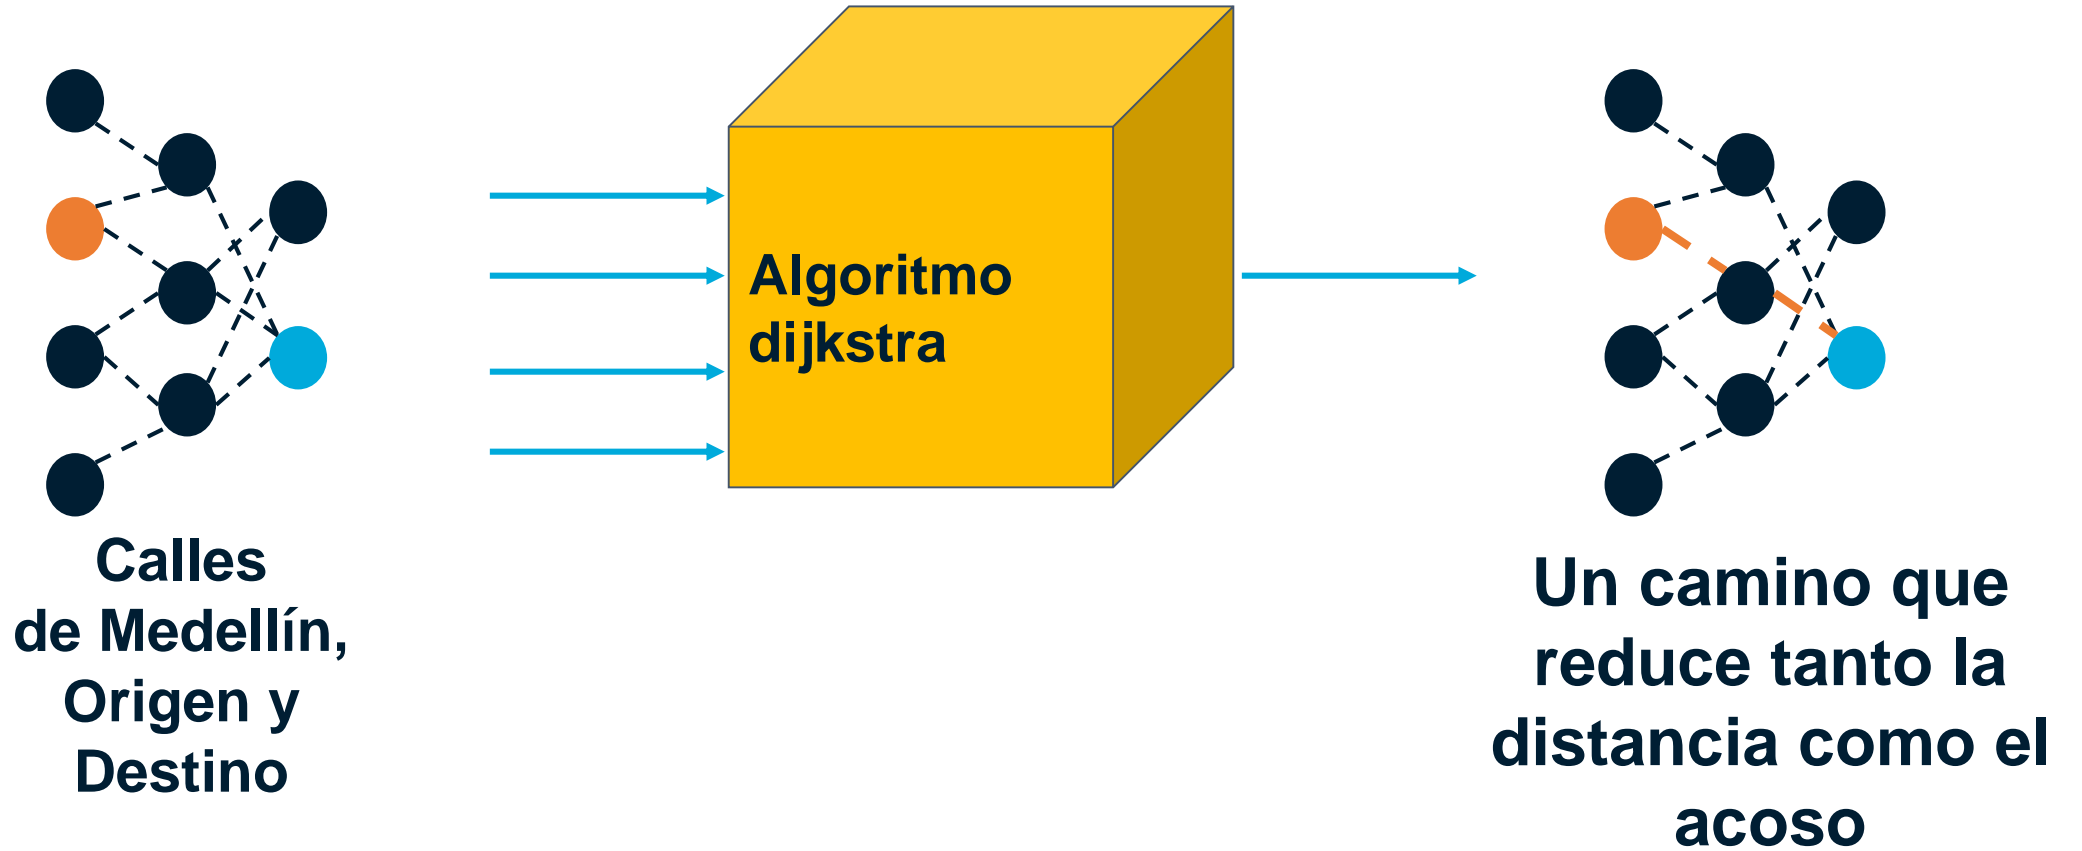 Calles
de Medellín,
Origen y
Destino
Algoritmo
dijkstra
Un camino que
reduce tanto la
distancia como el
acoso